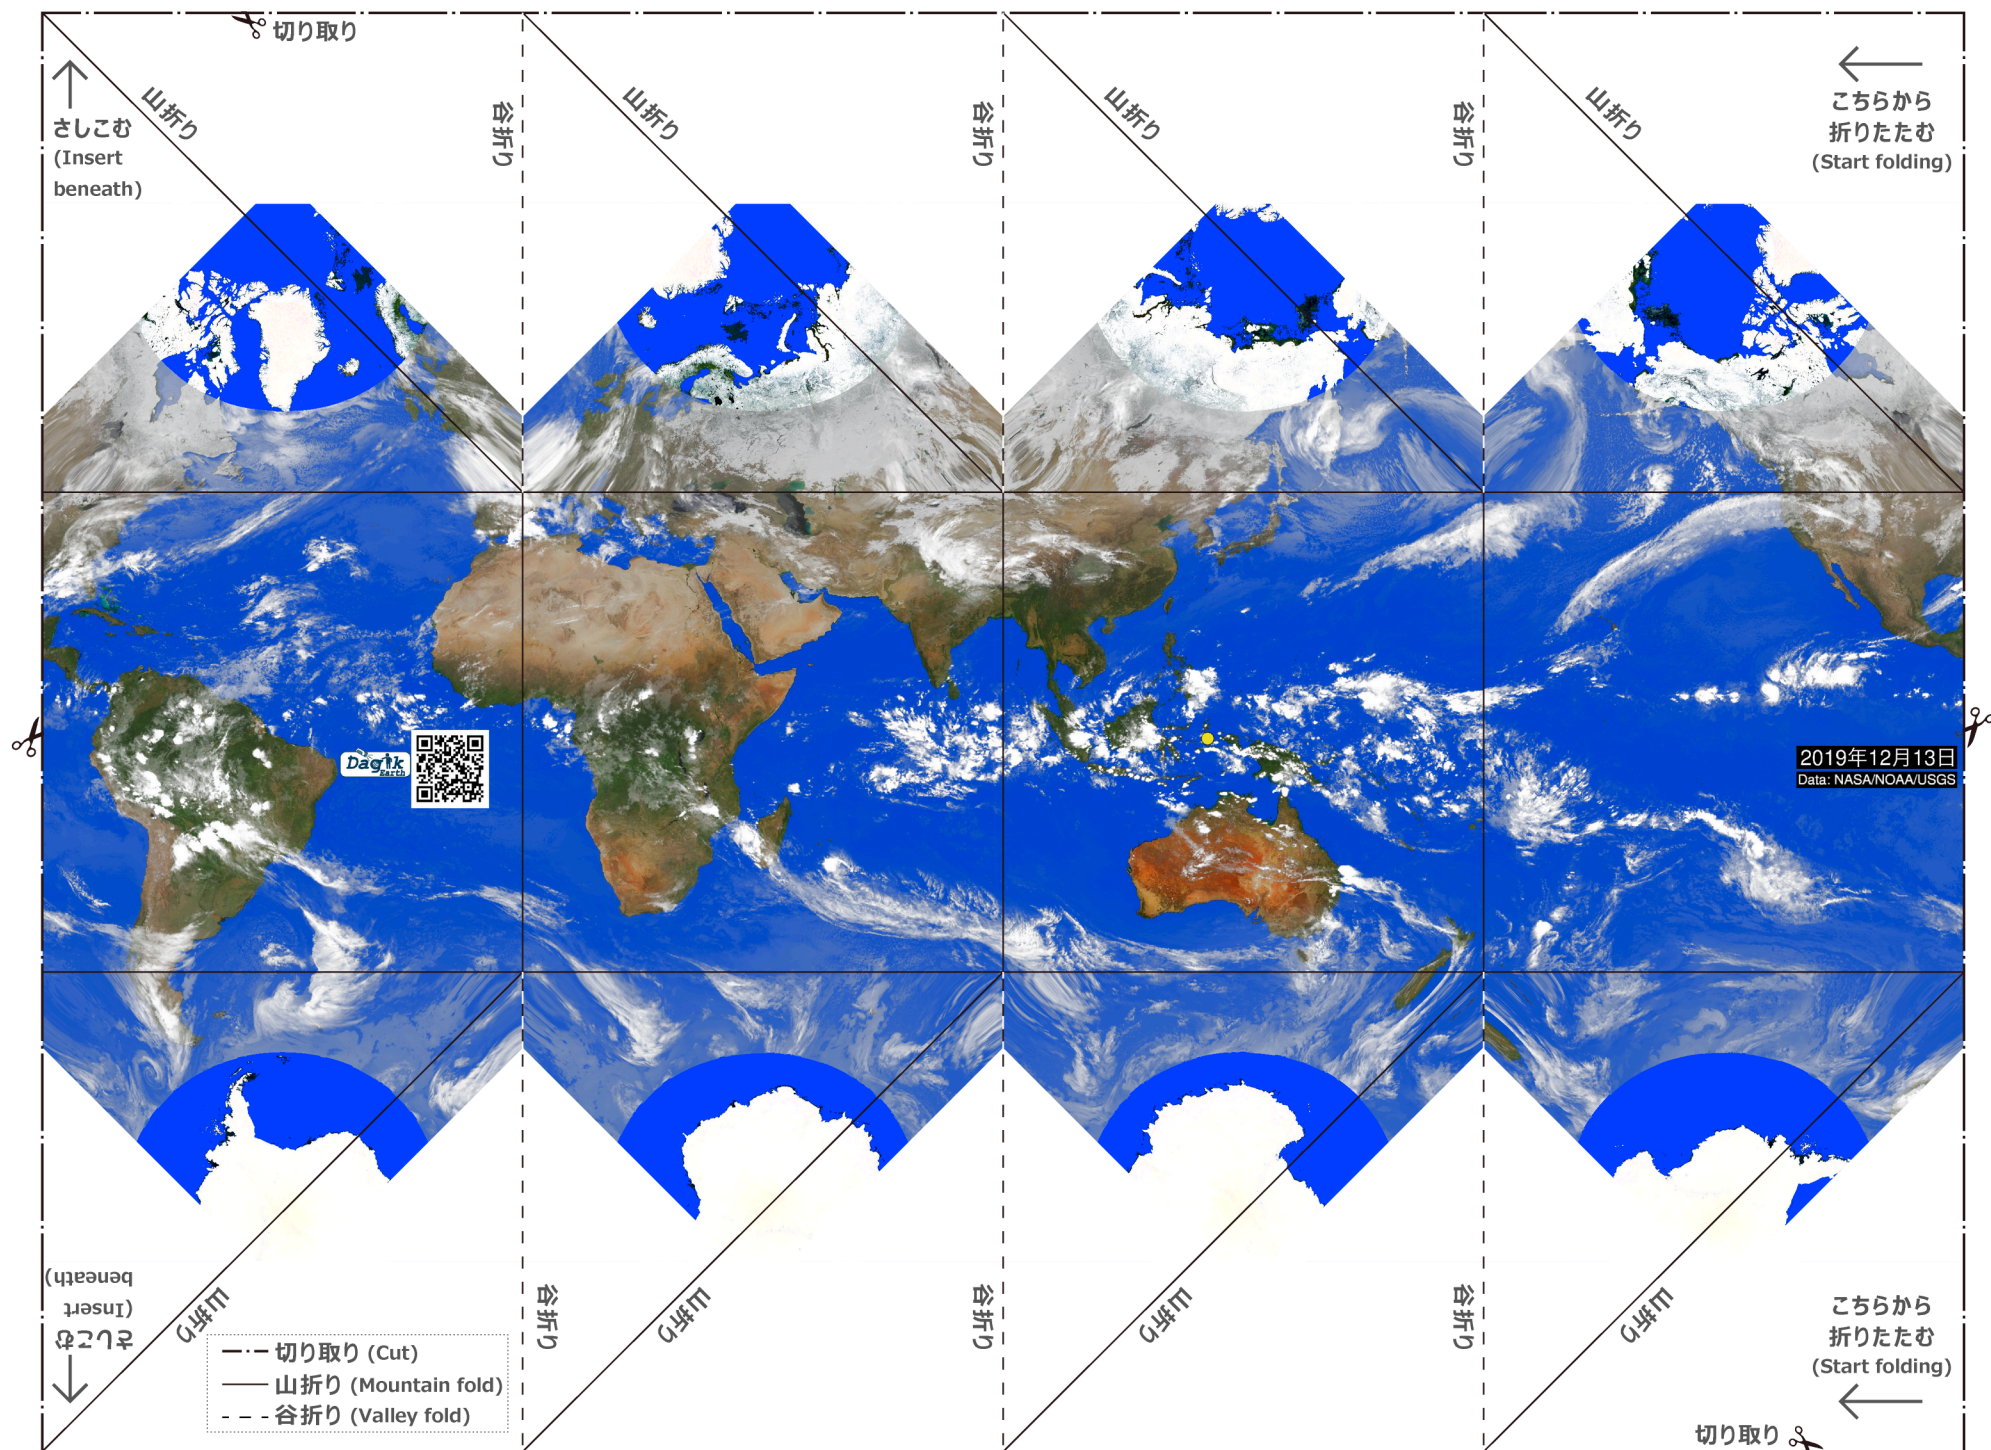 切り取り
さしこむ
(Insert
beneath)
山折り
谷折り
山折り
谷折り
山折り
谷折り
山折り
こちらから
折りたたむ
(Start folding)
Dagik
Earth
2019年12月13日
Data: NASA/NOAA/USGS
さしこむ
(Insert
beneath)
山折り
谷折り
山折り
谷折り
山折り
谷折り
山折り
こちらから
折りたたむ
(Start folding)
切り取り (Cut)
山折り (Mountain fold)
谷折り (Valley fold)
切り取り